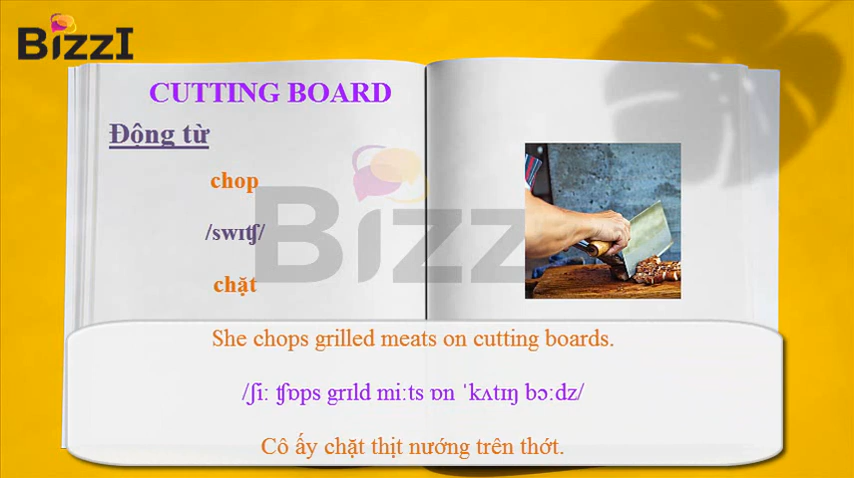 BizzI
CUTTING BOARD
Động từ
chop
/swɪʧ/
chặt
Bizz
She chops grilled meats on cutting boards.
/ʃiː ʧɒps grɪld miːts ɒn ˈkʌtɪŋ bɔːdz/
Cô ấy chặt thịt nướng trên thớt.